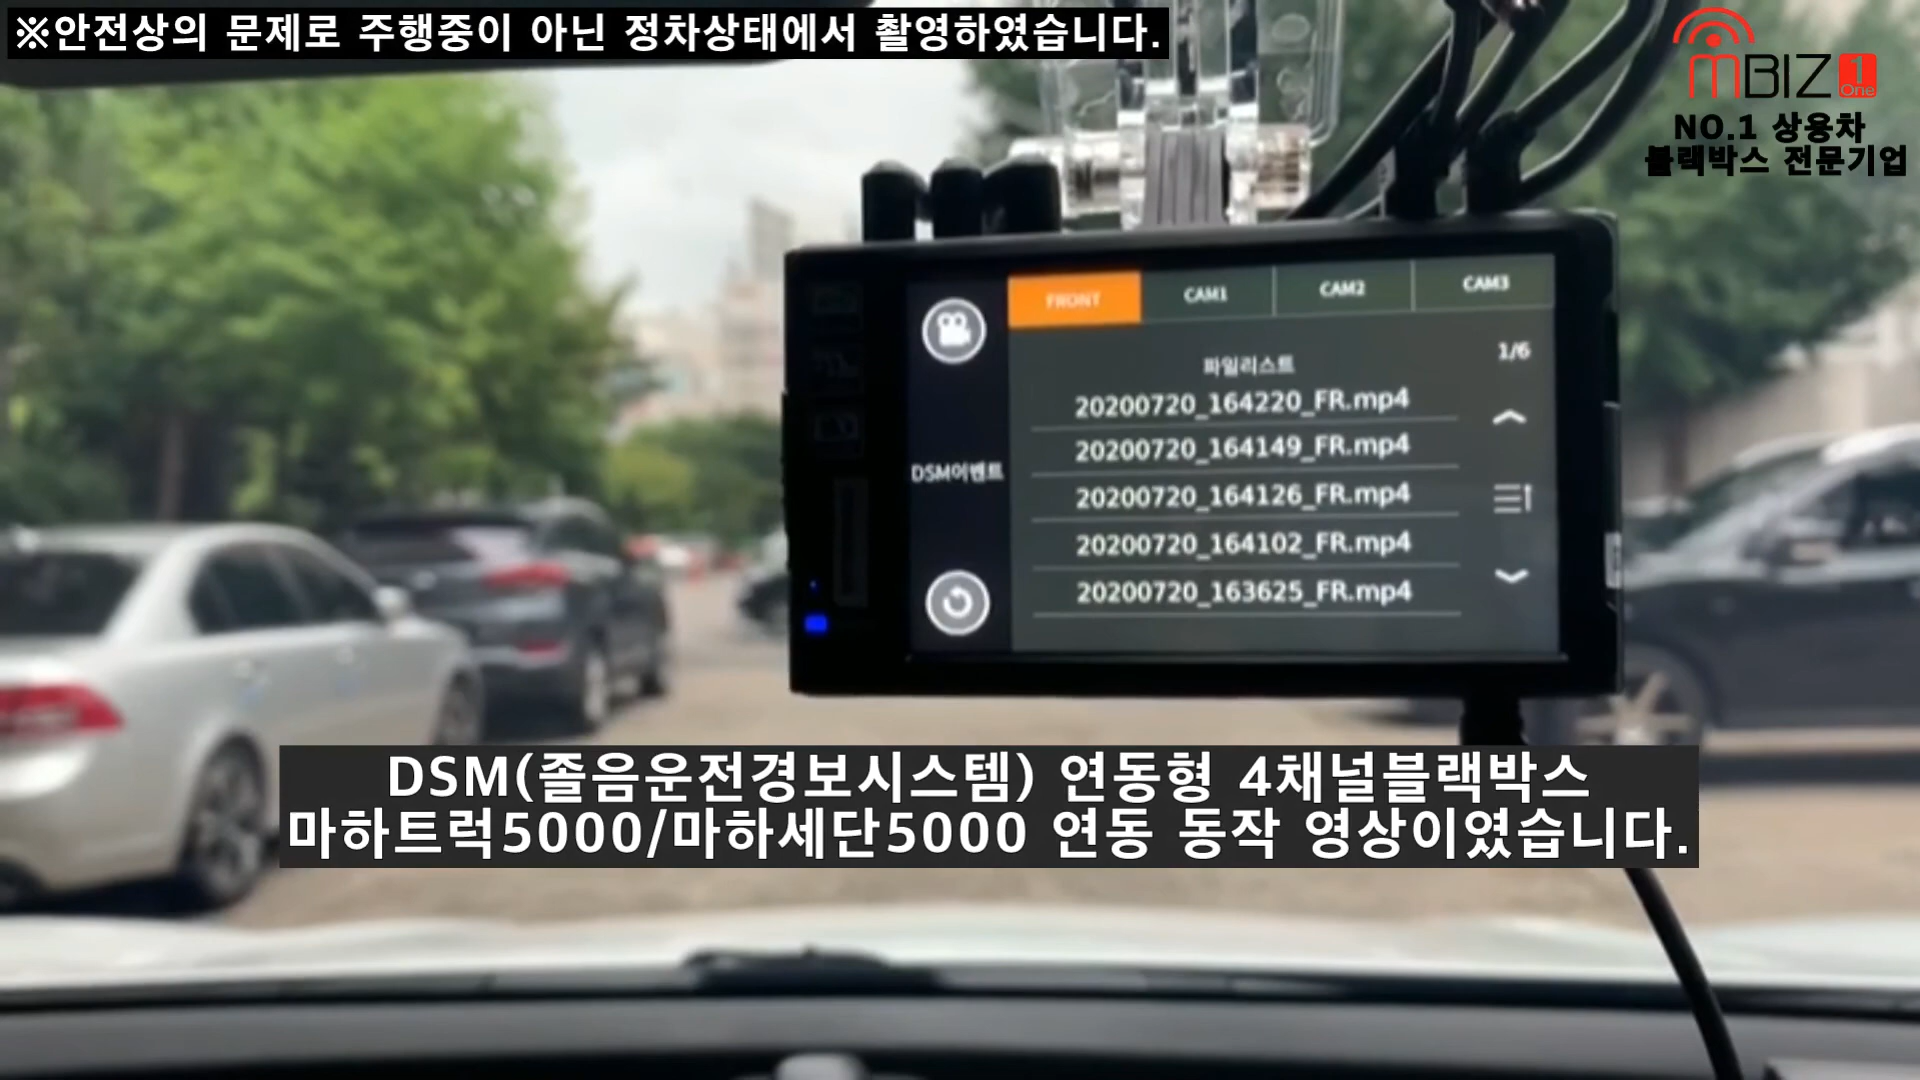 ※안전상의 문제로 주행중이 아닌 정차상태에서 촬영하였습니다.
mBIZ 1 One
NO.1 상용차
블랙박스 전문기업
FRONT
CAM1
CAM2
CAM3
파일리스트
1/6
20200720_164220_FR.mp4
20200720_164149_FR.mp4
DSM이벤트
20200720_164126_FR.mp4
20200720_164102_FR.mp4
20200720_163625_FR.mp4
DSM(졸음운전경보시스템) 연동형 4채널블랙박스
마하트럭5000/마하세단5000 연동 동작 영상이였습니다.